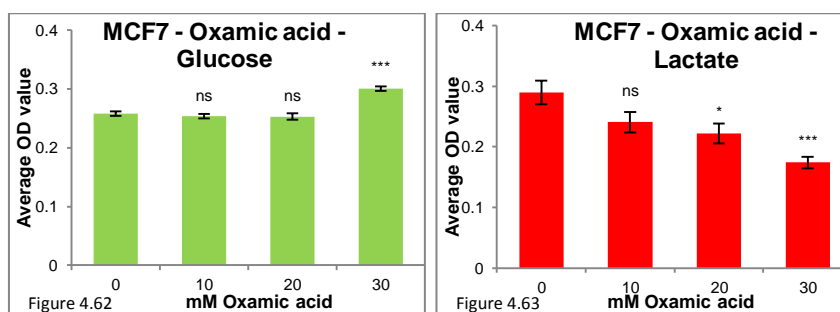 MCF7 - Oxamic acid -
Glucose
Average OD value
0.4
0.3
0.2
0.1
0
ns
ns
***
0
10
20
30
mM Oxamic acid
Figure 4.62
MCF7 - Oxamic acid -
Lactate
Average OD value
0.4
0.3
0.2
0.1
0
ns
*
***
0
10
20
30
mM Oxamic acid
Figure 4.63